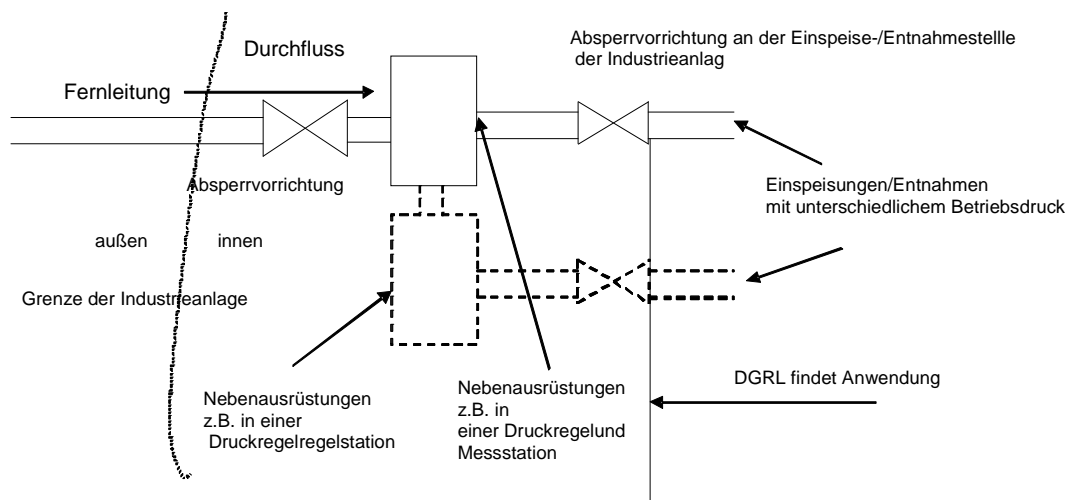 Durchfluss
Absperrvorrichtung an der Einspeise-/Entnahmestellle
der Industrieanlag
Fernleitung
Absperrvorrichtung
Einspeisungen/Entnahmen
mit unterschiedlichem Betriebsdruck
außen
innen
Grenze der Industrieanlage
DGRL findet Anwendung
Nebenausrüstungen
z.B. in einer
Druckregelregelstation
Nebenausrüstungen
z.B. in
einer Druckregelund
Messstation